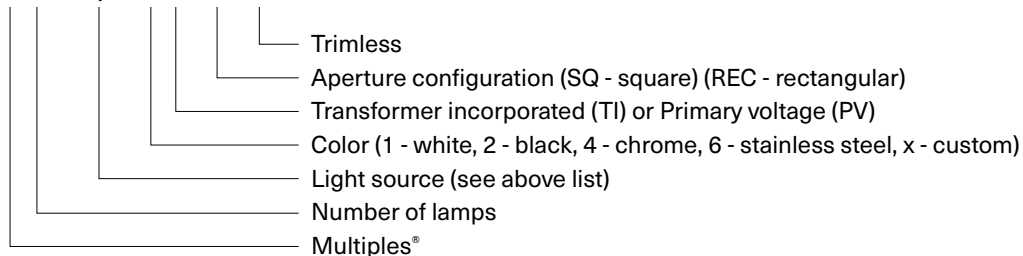 Trimless
Aperture configuration (SQ - square) (REC - rectangular)
Transformer incorporated (TI) or Primary voltage (PV)
Color (1 - white, 2 - black, 4 - chrome, 6 - stainless steel, x - custom)
Light source (see above list)
Number of lamps
Multiples®